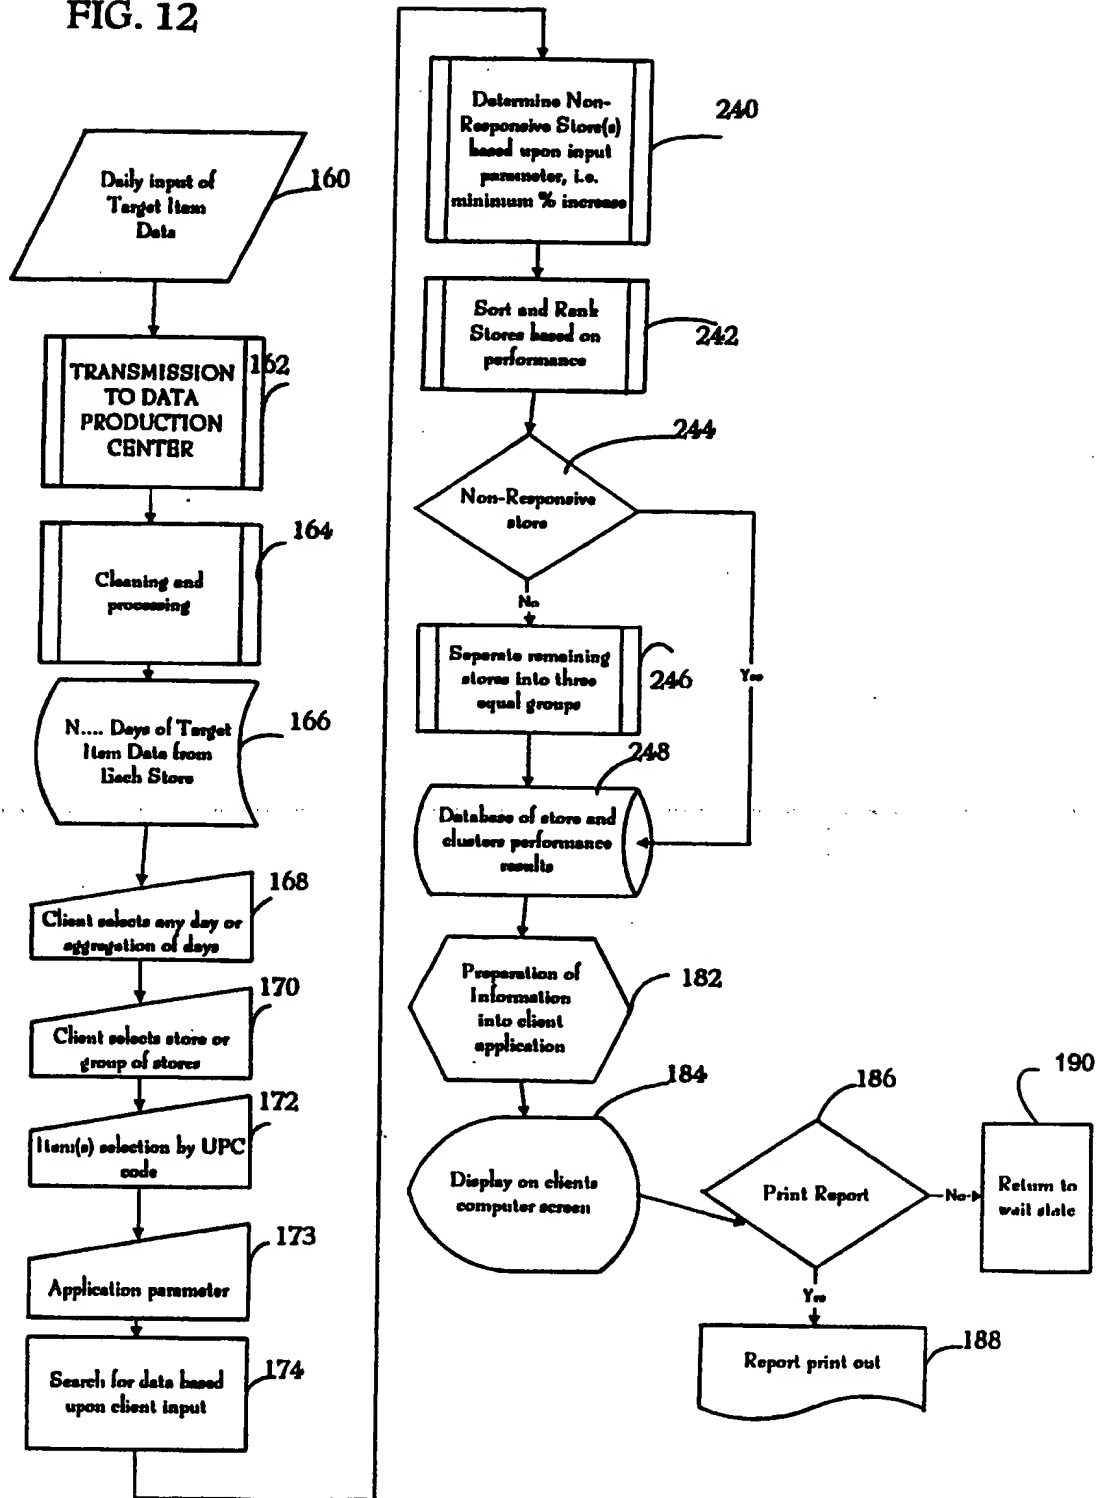 FIG. 12
Daily input of
Target Item
Data
160
TRANSMISSION
TO DATA
PRODUCTION
CENTER
162
Cleaning and
processing
164
N.... Days of Target
Item Data from
Each Store
166
Client selects any day or
aggregation of days
168
Client selects store or
group of stores
170
Item(s) selection by UPC
code
172
Application parameter
173
Search for data based
upon client input
174
Determine Non-
Responsive Store(s)
based upon input
parameter, i.e.
minimum % increase
240
Sort and Rank
Stores based on
performance
242
Non-Responsive
store
244
No
Yes
Seperate remaining
stores into three
equal groups
246
Database of store and
clusters performance
results
248
Preparation of
Information
into client
application
182
Display on clients
computer screen
184
Print Report
186
No
Return to
wait state
190
Yes
Report print out
188